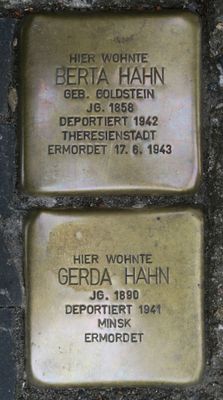 HIER WOHNTE
BERTA HAHN
GEB. GOLDSTEIN
JG. 1858
DEPORTIERT 1942
THERESIENSTADT
ERMORDET 17.6.1943
HIER WOHNTE
GERDA HAHN
JG. 1890
DEPORTIERT 1941
MINSK
ERMORDET